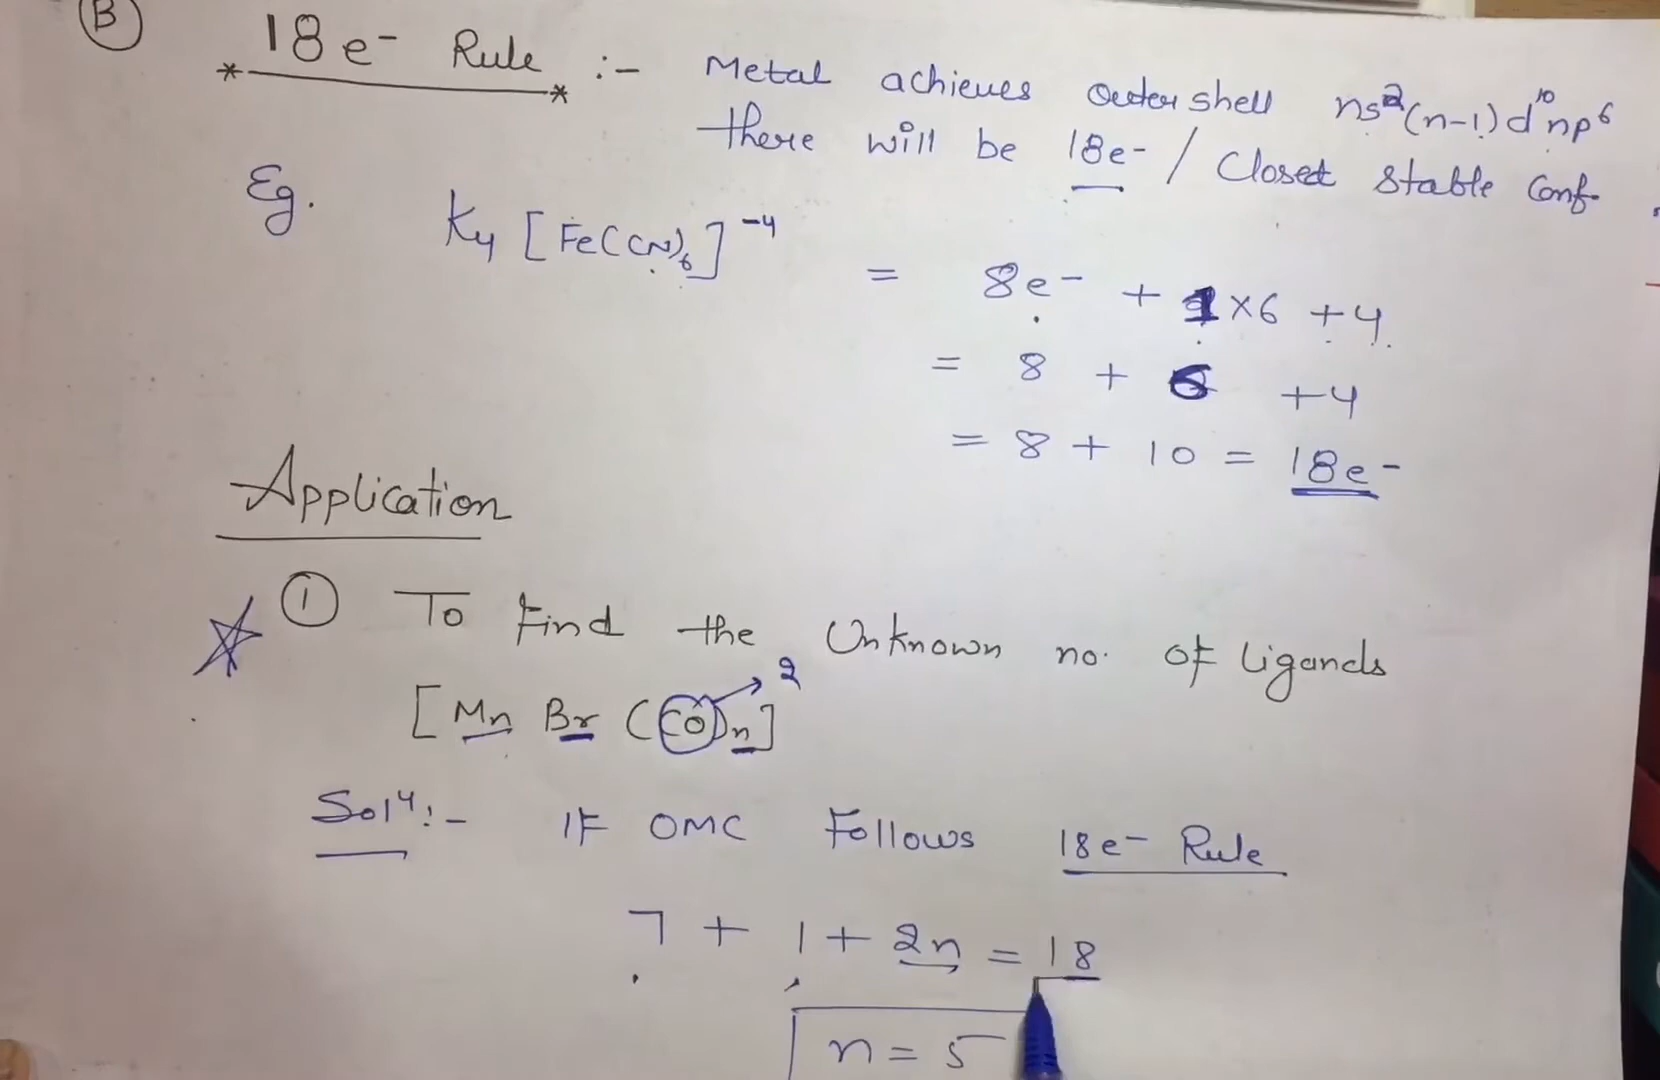 B
18e⁻ Rule :- Metal achieves outer shell ns²(n-1)d¹⁰np⁶
there will be 18e- / Closed stable Conf.
Eg. K₄[Fe(CN)₆]⁻⁴ = 8e⁻ + 1×6 +4
= 8 + 6 +4
= 8 + 10 = 18e-
Application
① To Find the Unknown no. of Ligands
[Mn Br (CO)n] → 2
Solⁿ:- IF OMC Follows 18e⁻ Rule
7 + 1 + 2n = 18
n = 5